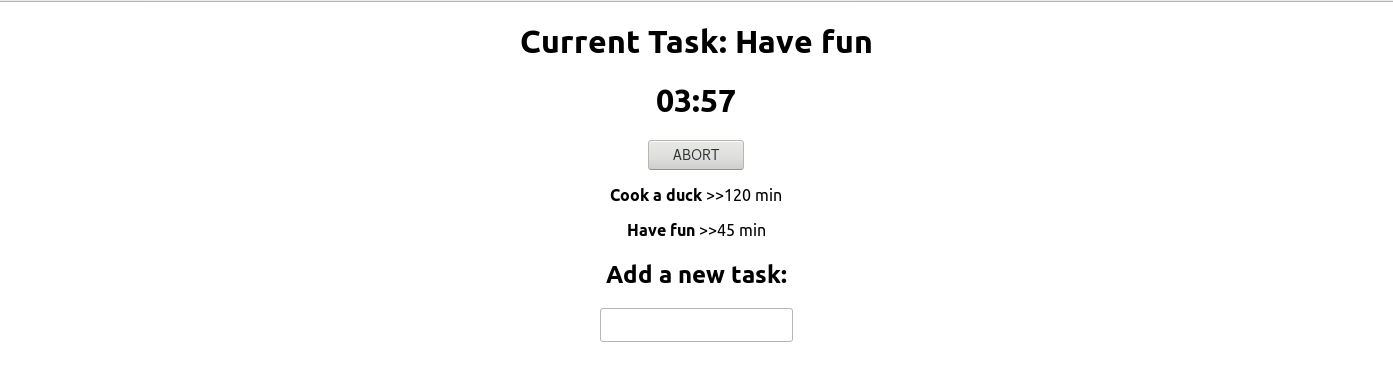 Current Task: Have fun
03:57
ABORT
Cook a duck >>120 min
Have fun >>45 min
Add a new task: